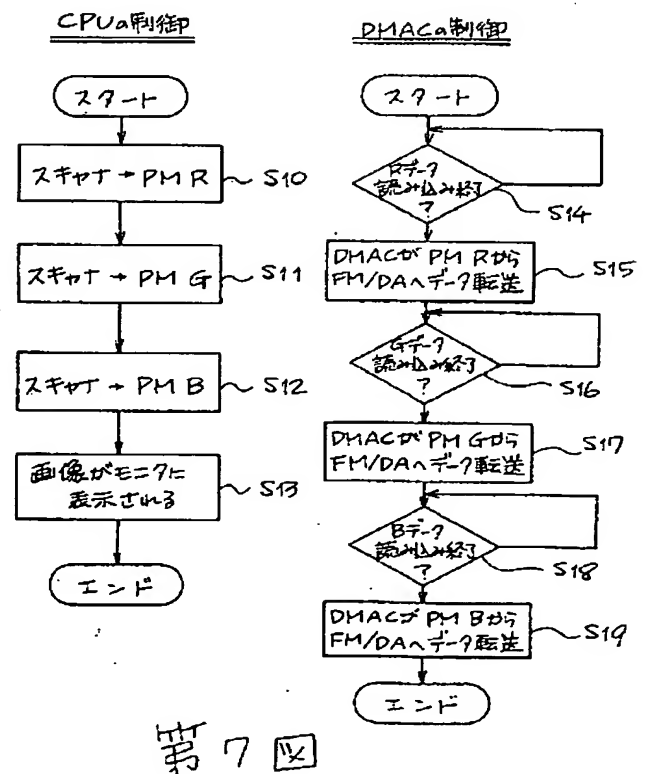 CPUの制御
スタート
スキャナ→PM R
S10
スキャナ→PM G
S11
スキャナ→PM B
S12
画像がモニタに
表示される
S13
エンド
DMACの制御
スタート
Rデータ
読み込み終了
?
S14
DMACがPM Rから
FM/DAへデータ転送
S15
Gデータ
読み込み終了
?
S16
DMACがPM Gから
FM/DAへデータ転送
S17
Bデータ
読み込み終了
?
S18
DMACがPM Bから
FM/DAへデータ転送
S19
エンド
第7図